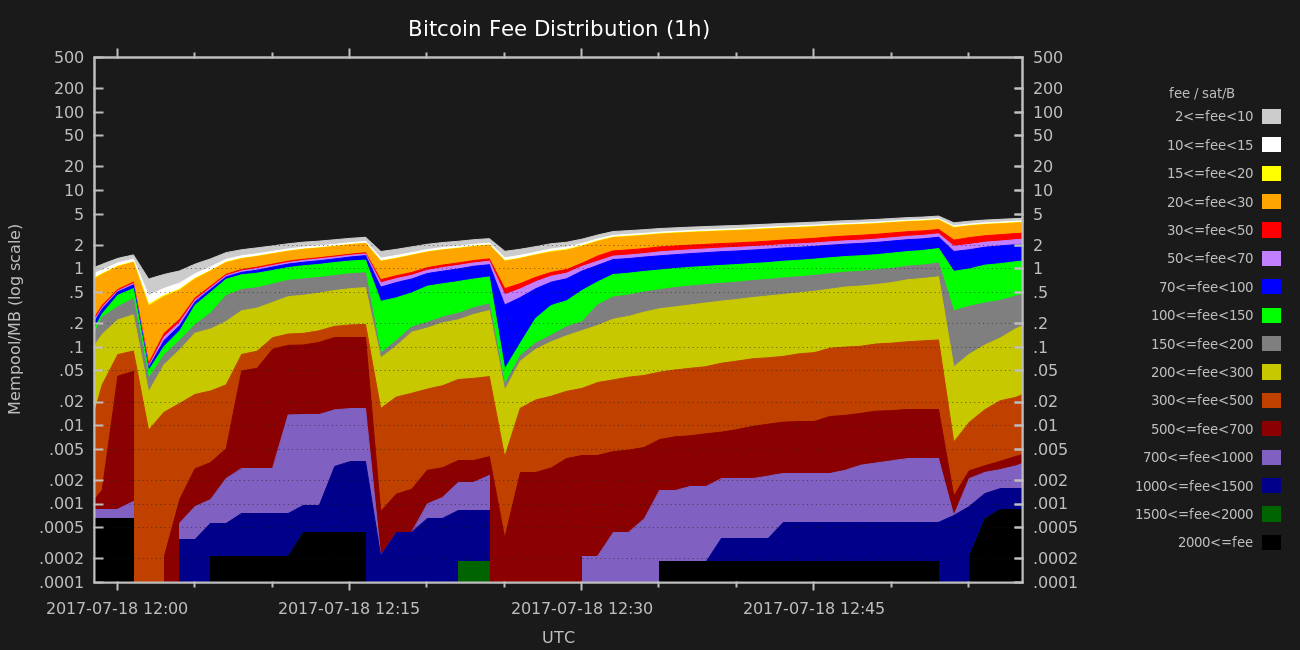 Bitcoin Fee Distribution (1h)
Mempool/MB (log scale)
500
200
100
50
20
10
5
2
1
.5
.2
.1
.05
.02
.01
.005
.002
.001
.0005
.0002
.0001
500
200
100
50
20
10
5
2
1
.5
.2
.1
.05
.02
.01
.005
.002
.001
.0005
.0002
.0001
2017-07-18 12:00
2017-07-18 12:15
2017-07-18 12:30
2017-07-18 12:45
UTC
fee / sat/B
2<=fee<10
10<=fee<15
15<=fee<20
20<=fee<30
30<=fee<50
50<=fee<70
70<=fee<100
100<=fee<150
150<=fee<200
200<=fee<300
300<=fee<500
500<=fee<700
700<=fee<1000
1000<=fee<1500
1500<=fee<2000
2000<=fee